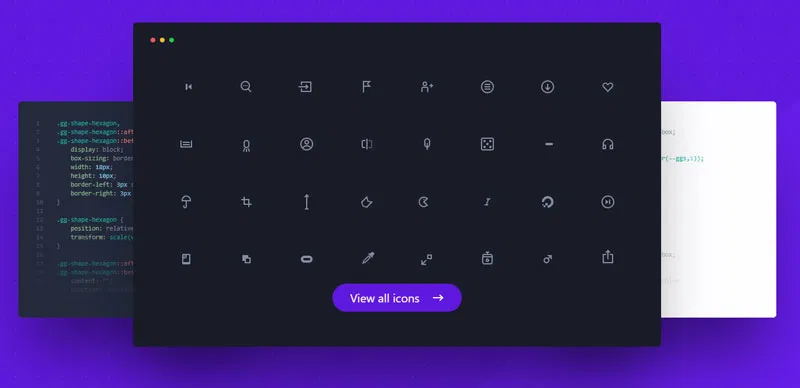 1 .gg-shape-hexagon,
2 .gg-shape-hexagon::aft
3 .gg-shape-hexagon::bef
4 display: block;
5 box-sizing: border
6 width: 18px;
7 height: 10px;
8 border-left: 3px
9 border-right: 3px
10 }
11
12 .gg-shape-hexagon {
13 position: relative
14 transform: scale(v
15 }
16
17 .gg-shape-hexagon::aft
18 .gg-shape-hexagon::bef
19 content: "";
View all icons
box;
r(--ggs,1));
box;